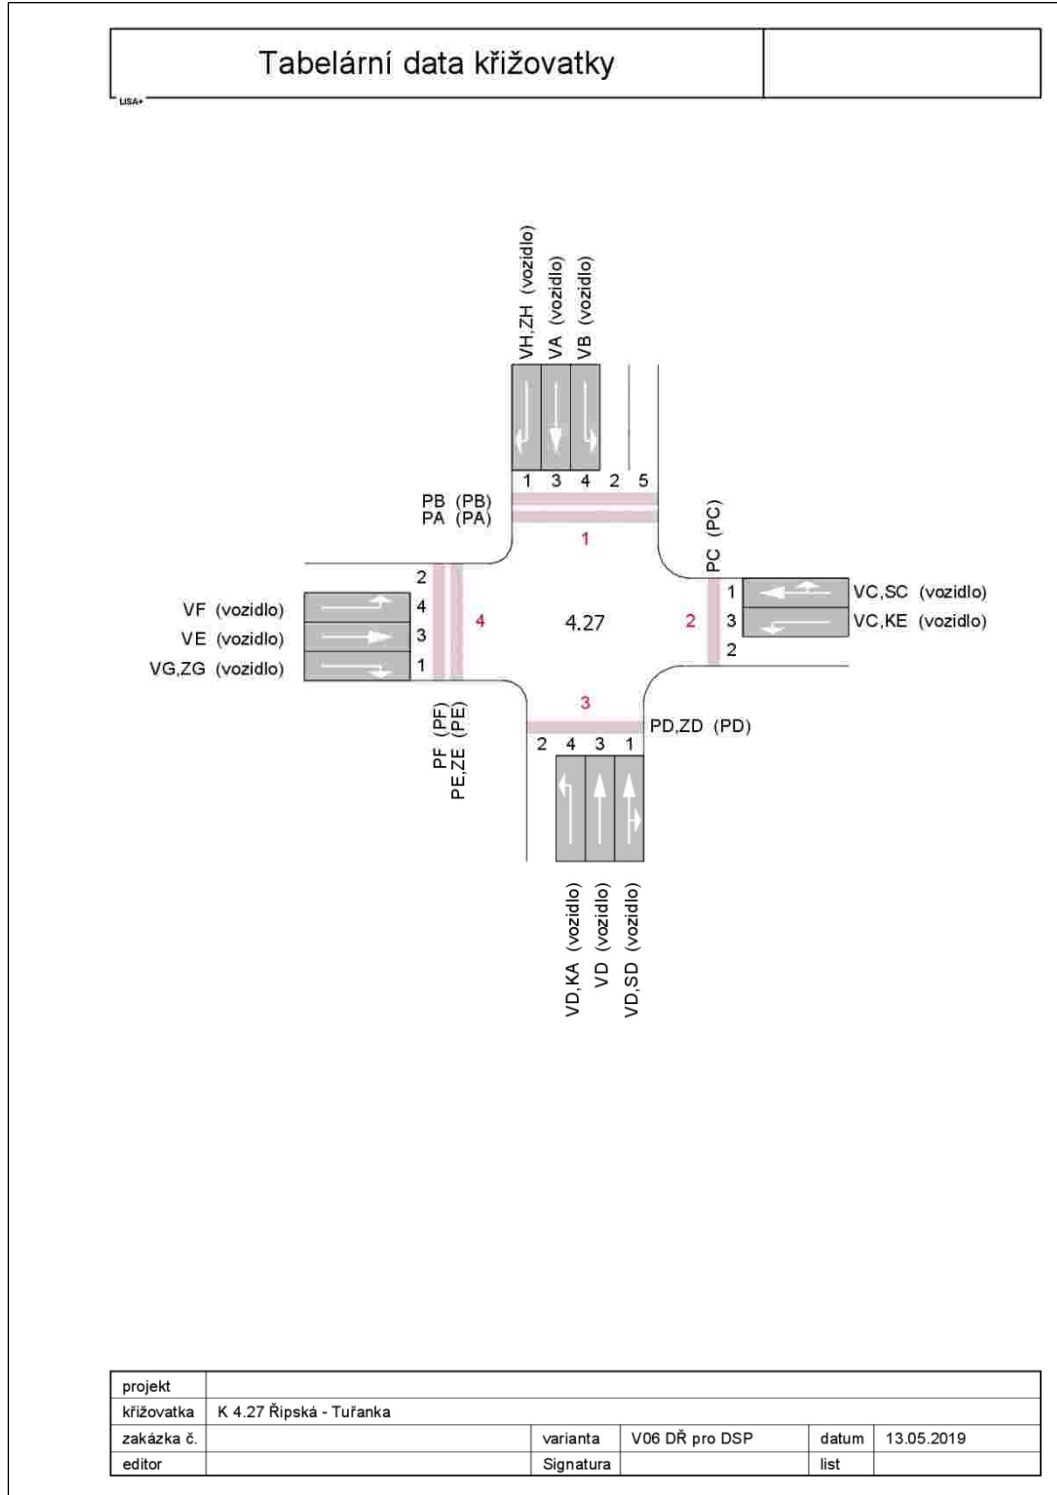 Tabelární data křižovatky
LISA+
VH,ZH (vozidlo)
VA (vozidlo)
VB (vozidlo)
1 3 4 2 5
PB (PB)
PA (PA)
1
PC (PC)
2
4
3
1
VF (vozidlo)
VE (vozidlo)
VG,ZG (vozidlo)
4
4.27
2
1
3
2
VC,SC (vozidlo)
VC,KE (vozidlo)
3
PF (PF)
PE,ZE (PE)
PD,ZD (PD)
2 4 3 1
VD,KA (vozidlo)
VD (vozidlo)
VD,SD (vozidlo)
projekt
křižovatka K 4.27 Řipská - Tuřanka
zakázka č. varianta V06 DŘ pro DSP datum 13.05.2019
editor Signatura list